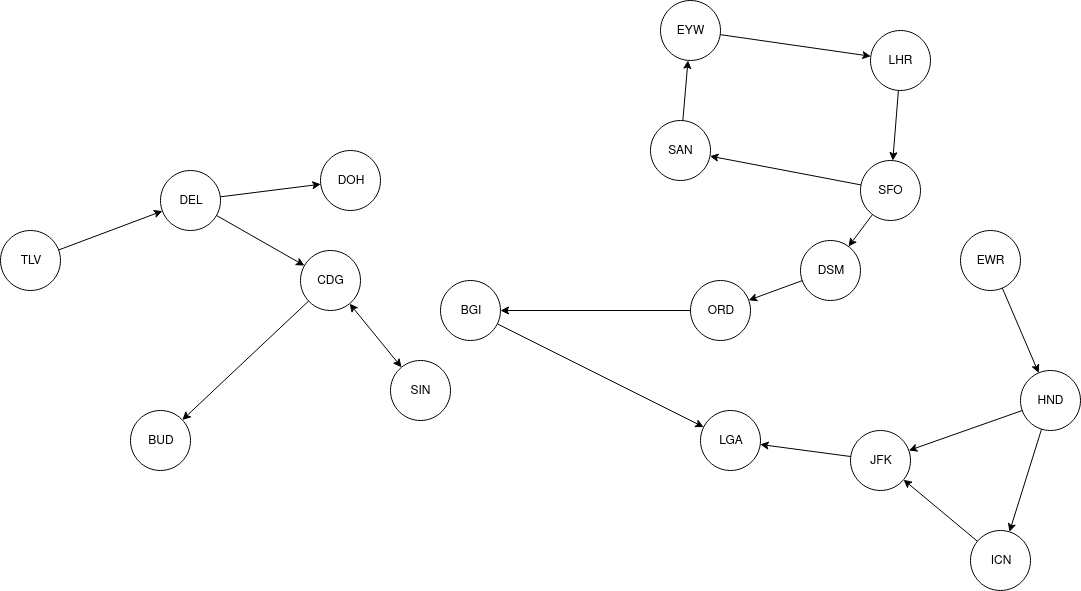 EYW
LHR
SAN
DOH
SFO
DEL
TLV
EWR
DSM
CDG
BGI
ORD
SIN
HND
BUD
LGA
JFK
ICN